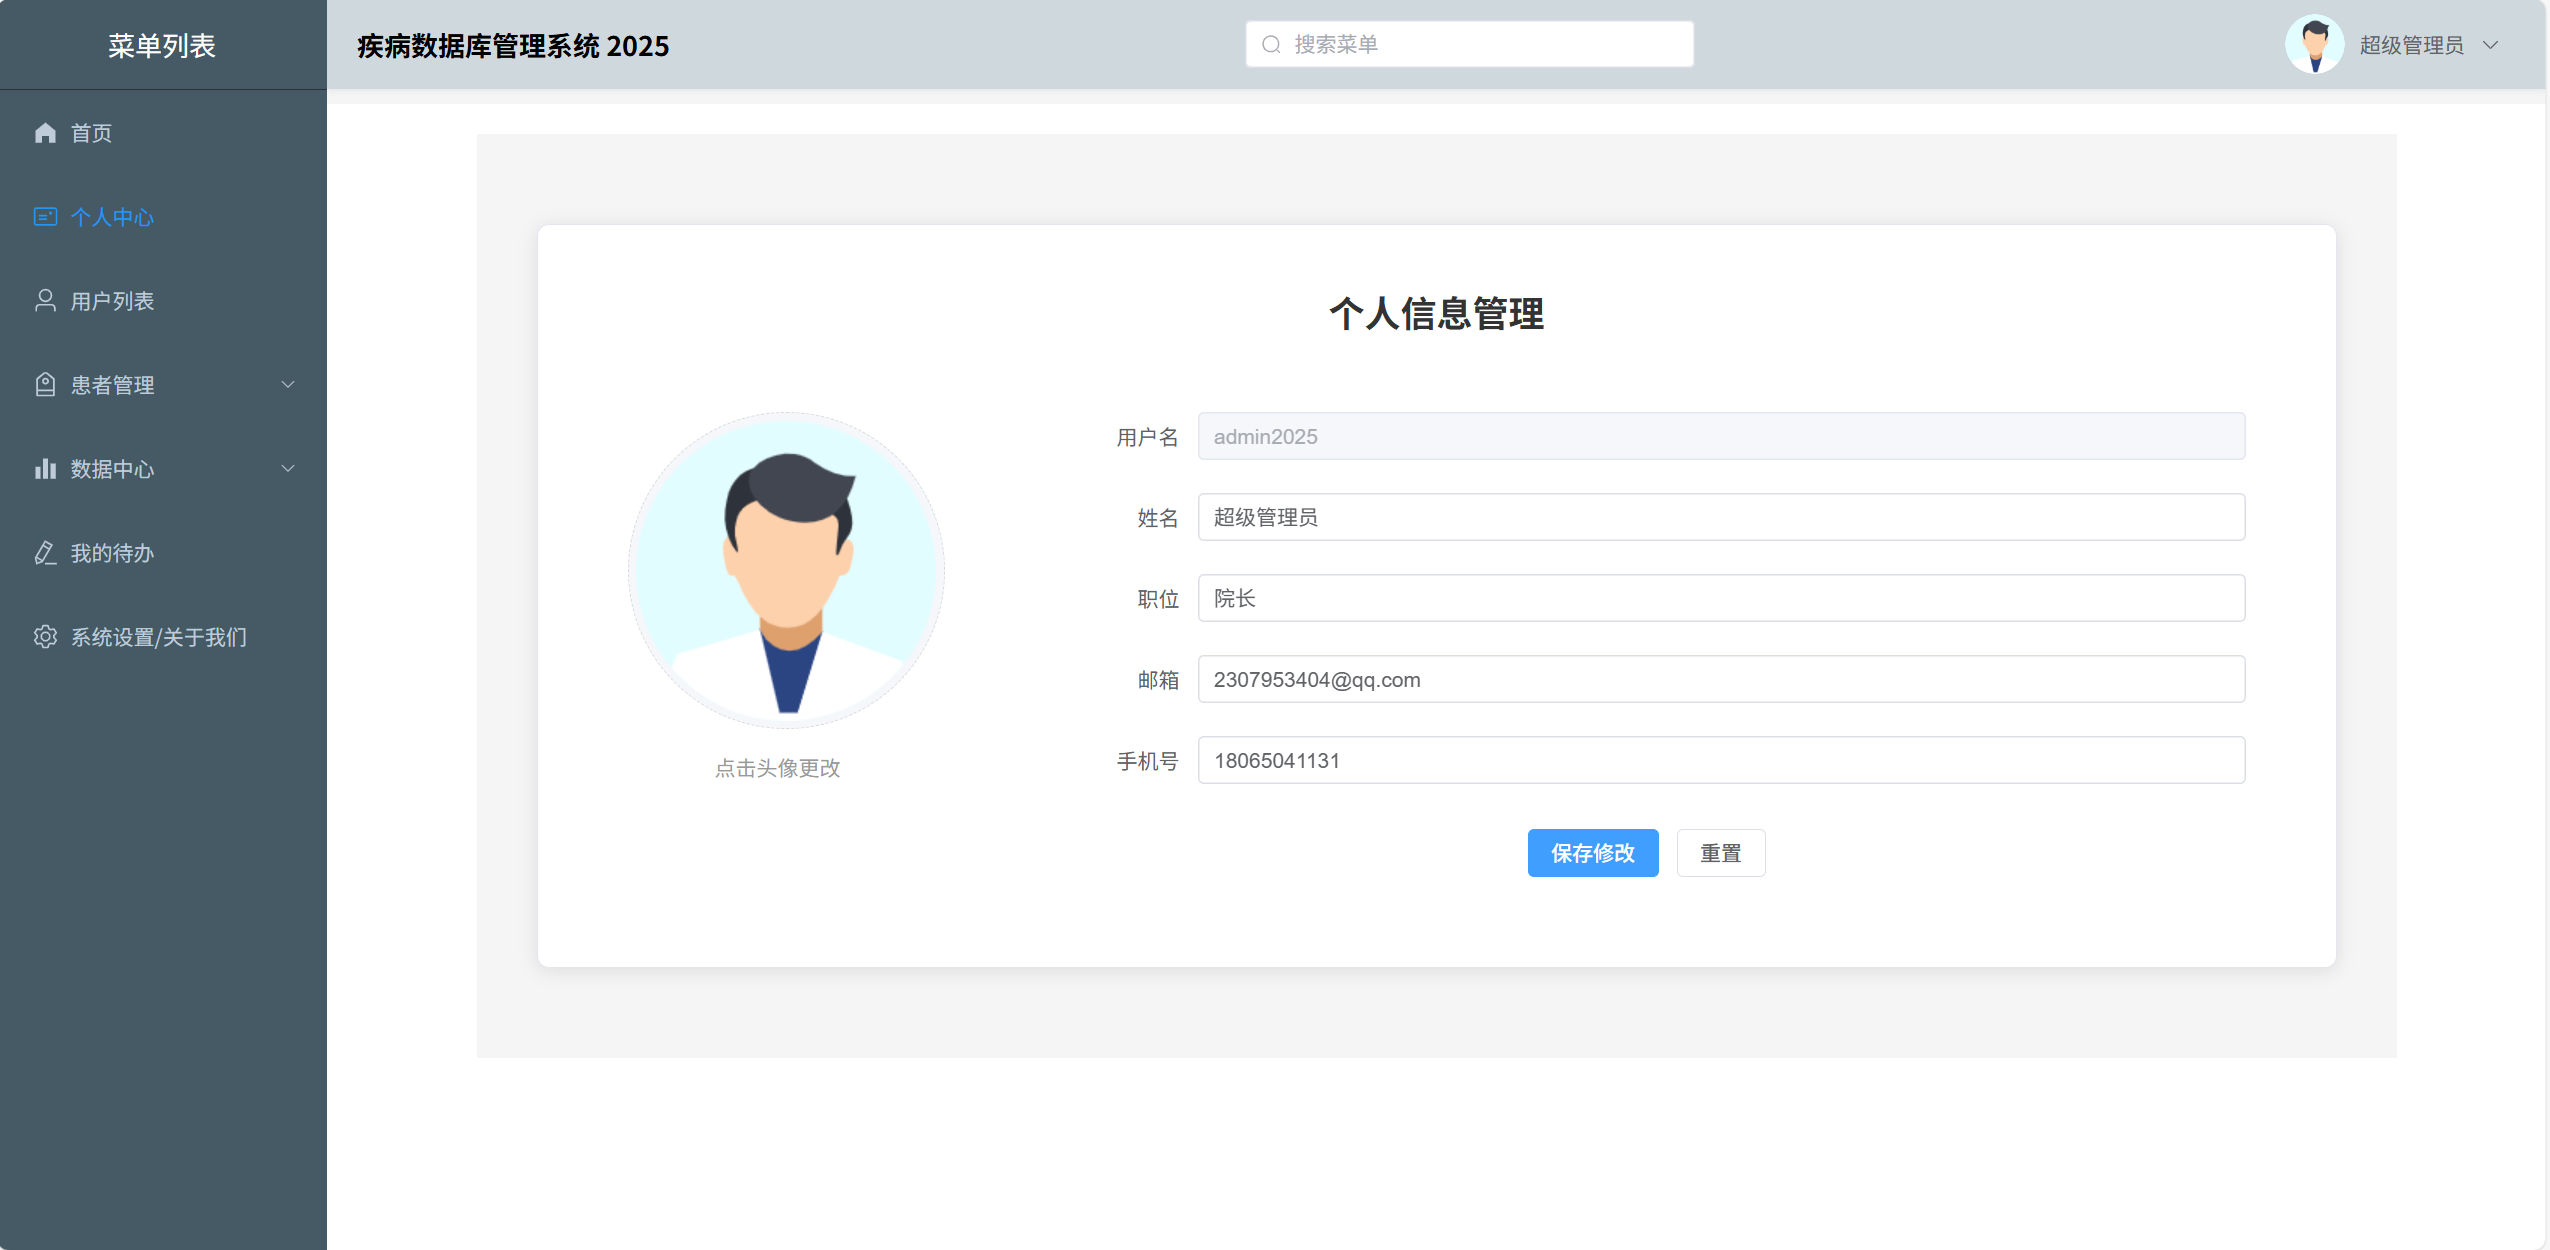 菜单列表
疾病数据库管理系统 2025
搜索菜单
超级管理员
首页
个人中心
用户列表
患者管理
数据中心
我的待办
系统设置/关于我们
个人信息管理
点击头像更改
用户名 admin2025
姓名 超级管理员
职位 院长
邮箱 2307953404@qq.com
手机号 18065041131
保存修改 重置